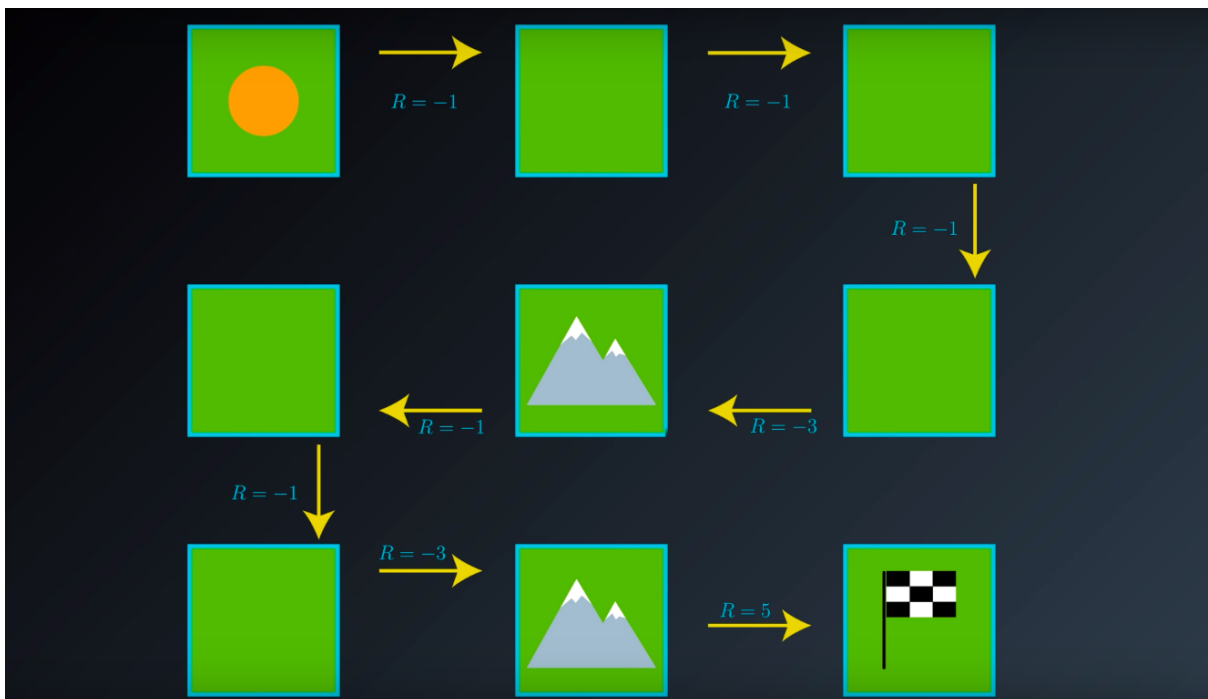 R = −1
R = −1
R = −1
R = −1
R = −3
R = −1
R = −3
R = 5